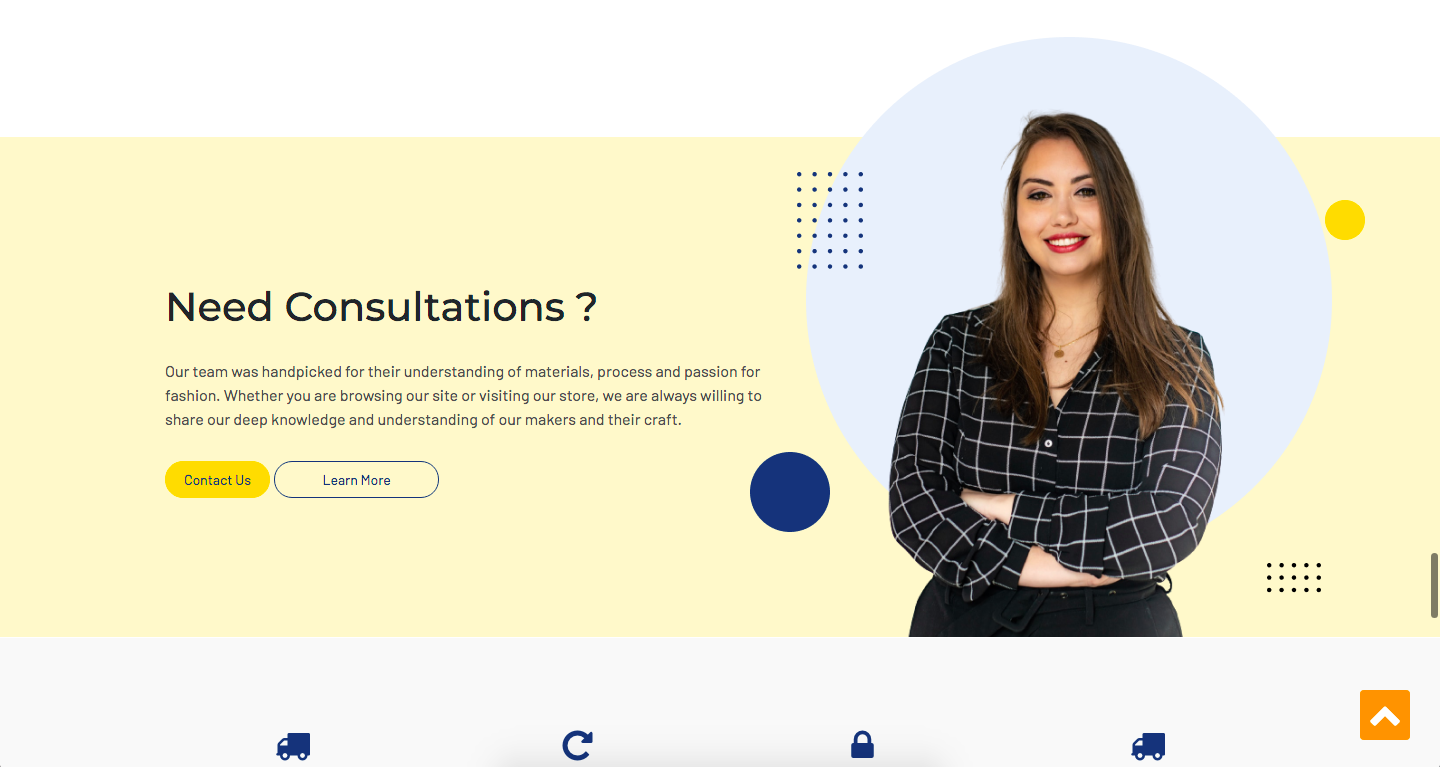 Need Consultations ?
Our team was handpicked for their understanding of materials, process and passion for
fashion. Whether you are browsing our site or visiting our store, we are always willing to
share our deep knowledge and understanding of our makers and their craft.
Contact Us
Learn More